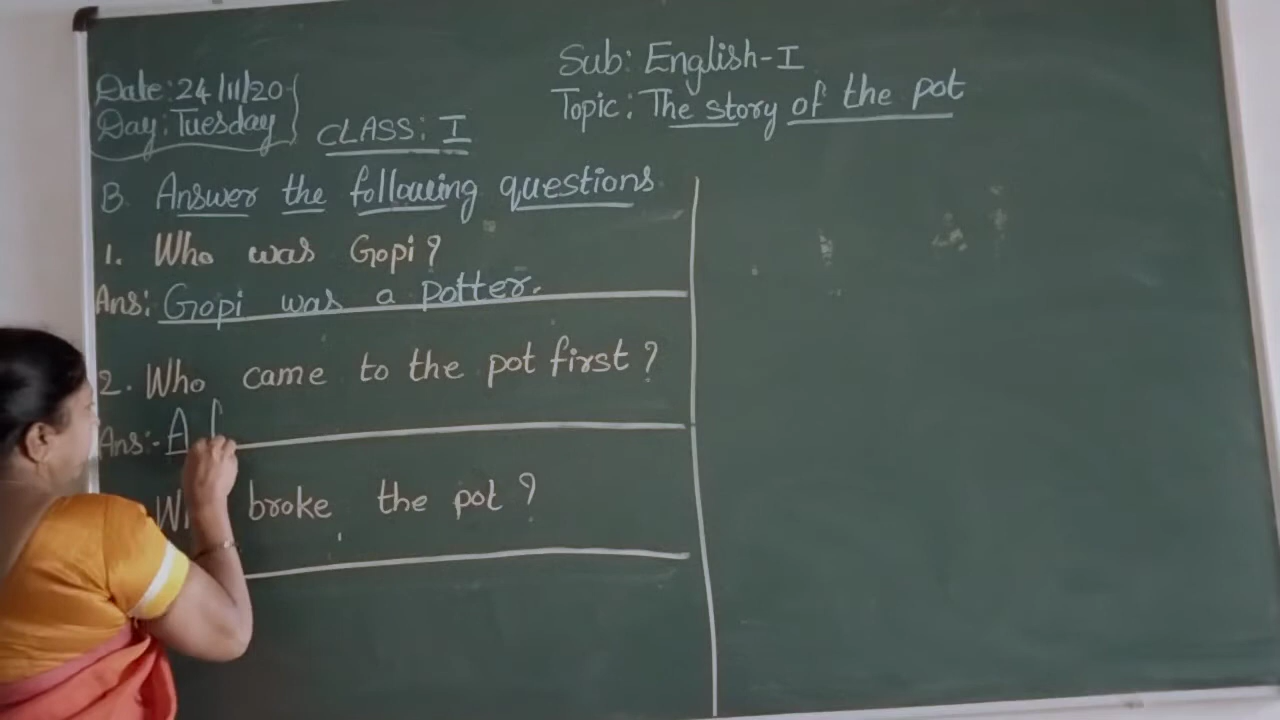 Date: 24/11/20
Day: Tuesday
CLASS: I
Sub: English-I
Topic: The story of the pot
B. Answer the following questions
1. Who was Gopi?
Ans: Gopi was a potter.
2. Who came to the pot first?
Ans:- A
broke the pot?